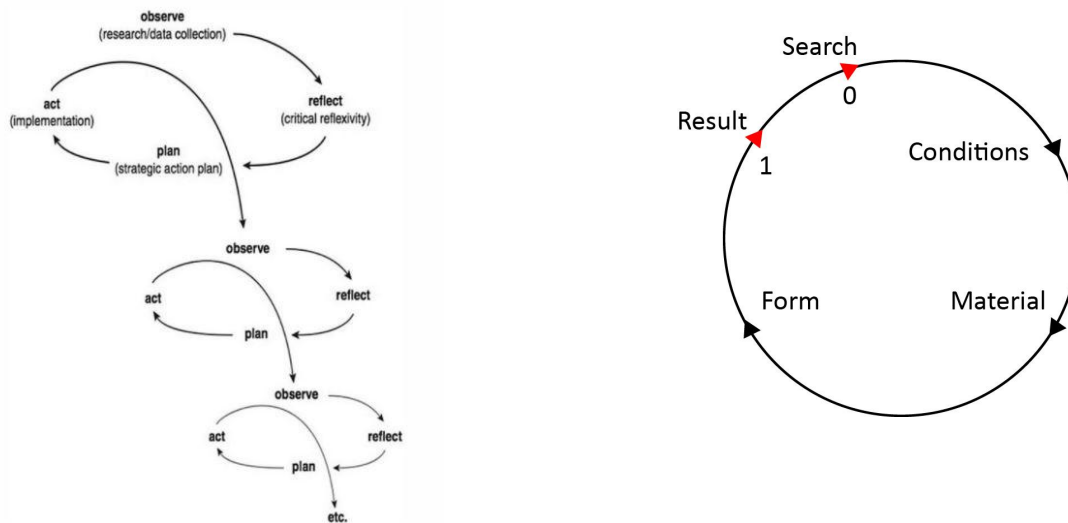 observe
(research/data collection)
reflect
(critical reflexivity)
act
(implementation)
plan
(strategic action plan)
observe
reflect
act
plan
observe
reflect
act
plan
etc.
Search
0
Result
1
Conditions
Material
Form